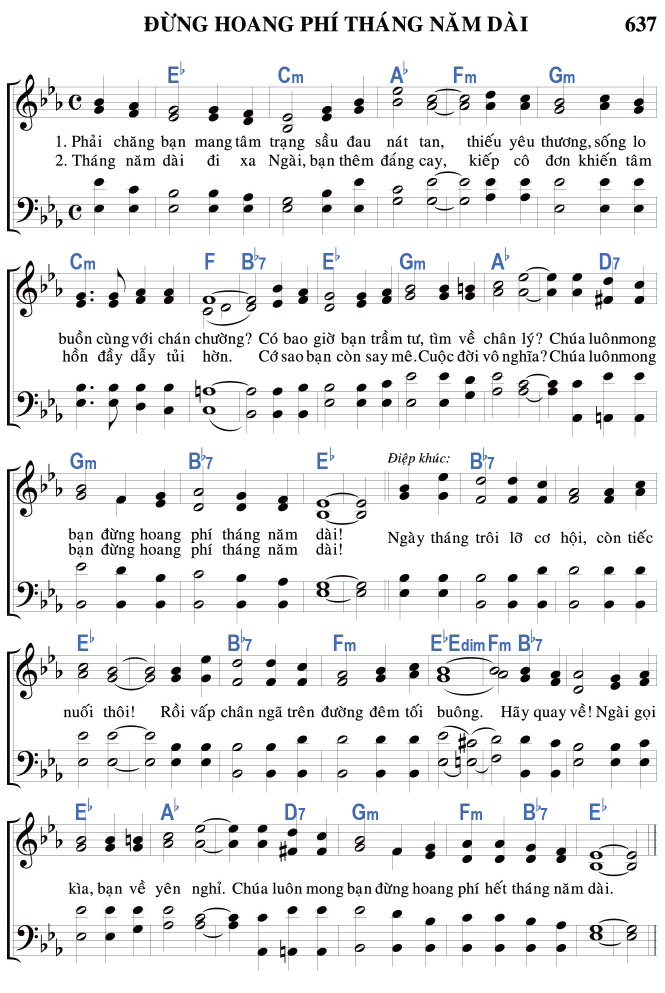 ĐỪNG HOANG PHÍ THÁNG NĂM DÀI 637
E♭ Cm A♭ Fm Gm
1. Phải chăng bạn mang tâm trạng sầu đau nát tan, thiếu yêu thương, sống lo
2. Tháng năm dài đi xa Ngài, bạn thêm đắng cay, kiếp cô đơn khiến tâm
Cm F B♭7 E♭ Gm A♭ D7
buồn cùng với chán chường? Có bao giờ bạn trầm tư, tìm về chân lý? Chúa luôn mong
hồn đầy dẫy tủi hờn. Cớ sao bạn còn say mê. Cuộc đời vô nghĩa? Chúa luôn mong
Gm B♭7 E♭ Điệp khúc: B♭7
bạn đừng hoang phí tháng năm dài! Ngày tháng trôi lỡ cơ hội, còn tiếc
bạn đừng hoang phí tháng năm dài!
E♭ B♭7 Fm E♭ Edim Fm B♭7
nuối thôi! Rồi vấp chân ngã trên đường đêm tối buông. Hãy quay về! Ngài gọi
E♭ A♭ D7 Gm Fm B♭7 E♭
kìa, bạn về yên nghỉ. Chúa luôn mong bạn đừng hoang phí hết tháng năm dài.